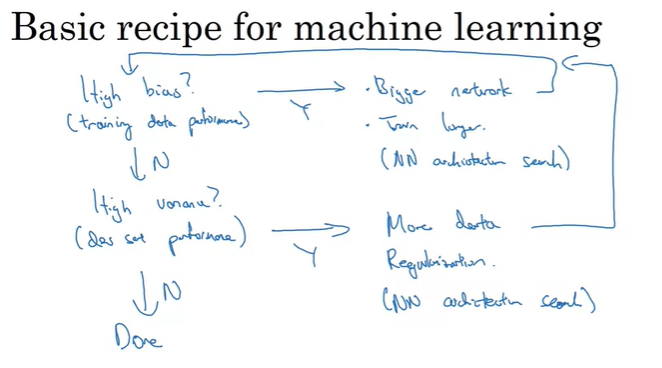 Basic recipe for machine learning
High bias?
(training data performance)
Y
N
• Bigger network
• Train longer.
(NN architecture search)
High variance?
(dev set performance)
Y
N
More data
Regularization.
(NN architecture search)
Done